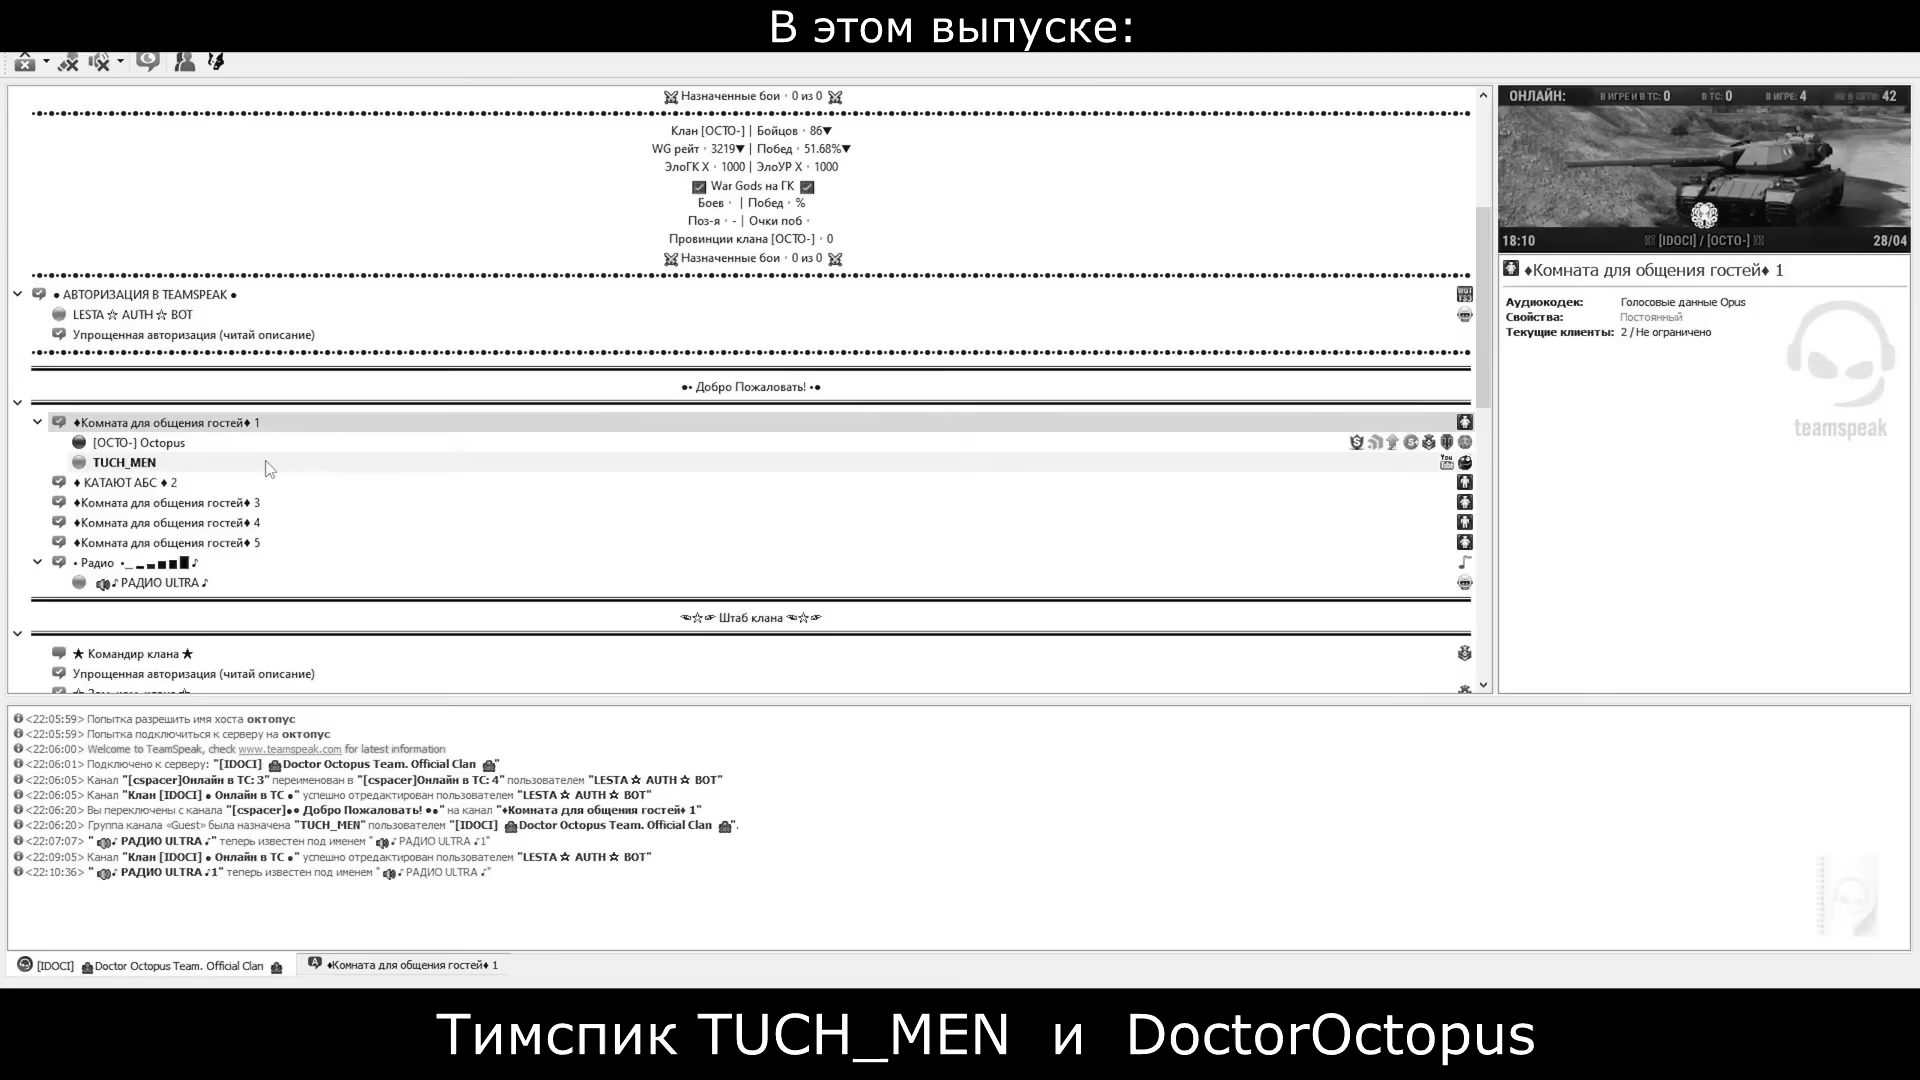 В этом выпуске:
Назначенные бои · 0 из 0
Клан [OCTO-] | Бойцов · 86▼
WG рейт · 3219▼ | Побед · 51.68%▼
ЭлоГК X · 1000 | ЭлоУР X · 1000
War Gods на ГК
Боев · | Побед · %
Поз-я · - | Очки поб ·
Провинции клана [OCTO-] · 0
Назначенные бои · 0 из 0
● АВТОРИЗАЦИЯ В TEAMSPEAK ●
LESTA ☆ AUTH ☆ BOT
Упрощенная авторизация (читай описание)
●• Добро Пожаловать! •●
♦Комната для общения гостей♦ 1
[OCTO-] Octopus
TUCH_MEN
♦ КАТАЮТ АБС ♦ 2
♦Комната для общения гостей♦ 3
♦Комната для общения гостей♦ 4
♦Комната для общения гостей♦ 5
• Радио •
♪ РАДИО ULTRA ♪
Штаб клана
★ Командир клана ★
Упрощенная авторизация (читай описание)
ОНЛАЙН: В ИГРЕ И В ТС: 0 В ТС: 0 В ИГРЕ: 4 42
18:10 [IDOCI] / [OCTO-] 28/04
♦Комната для общения гостей♦ 1
Аудиокодек: Голосовые данные Opus
Свойства: Постоянный
Текущие клиенты: 2 / Не ограничено
teamspeak
<22:05:59> Попытка разрешить имя хоста октопус
<22:05:59> Попытка подключиться к серверу на октопус
<22:06:00> Welcome to TeamSpeak, check www.teamspeak.com for latest information
<22:06:01> Подключено к серверу: "[IDOCI] Doctor Octopus Team. Official Clan"
<22:06:05> Канал "[cspacer]Онлайн в ТС: 3" переименован в "[cspacer]Онлайн в ТС: 4" пользователем "LESTA ☆ AUTH ☆ BOT"
<22:06:05> Канал "Клан [IDOCI] ● Онлайн в ТС ●" успешно отредактирован пользователем "LESTA ☆ AUTH ☆ BOT"
<22:06:20> Вы переключены с канала "[cspacer]●• Добро Пожаловать! •●" на канал "♦Комната для общения гостей♦ 1"
<22:06:20> Группа канала «Guest» была назначена "TUCH_MEN" пользователем "[IDOCI] Doctor Octopus Team. Official Clan".
<22:07:07> "♪ РАДИО ULTRA ♪" теперь известен под именем "♪ РАДИО ULTRA ♪1"
<22:09:05> Канал "Клан [IDOCI] ● Онлайн в ТС ●" успешно отредактирован пользователем "LESTA ☆ AUTH ☆ BOT"
<22:10:36> "♪ РАДИО ULTRA ♪1" теперь известен под именем "♪ РАДИО ULTRA ♪"
[IDOCI] Doctor Octopus Team. Official Clan ♦Комната для общения гостей♦ 1
Тимспик TUCH_MEN и DoctorOctopus